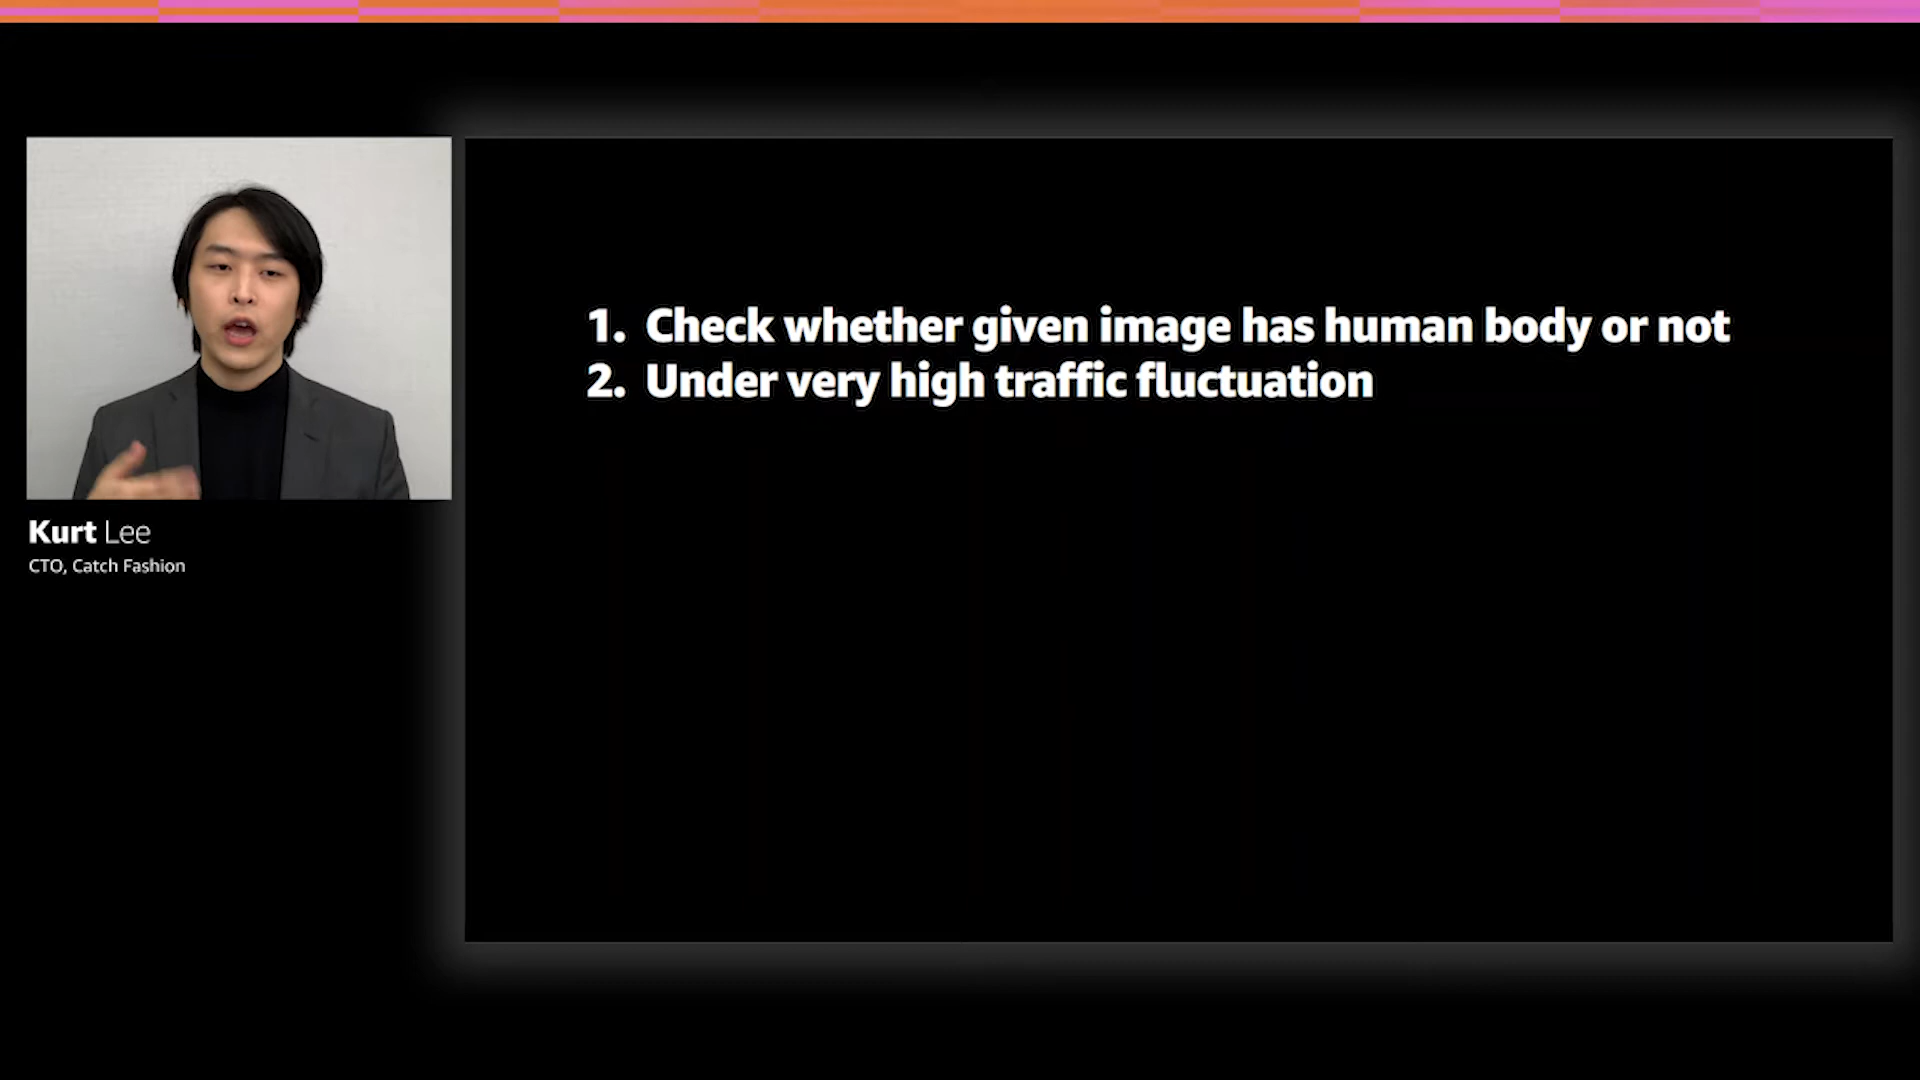 Kurt Lee
CTO, Catch Fashion
1. Check whether given image has human body or not
2. Under very high traffic fluctuation